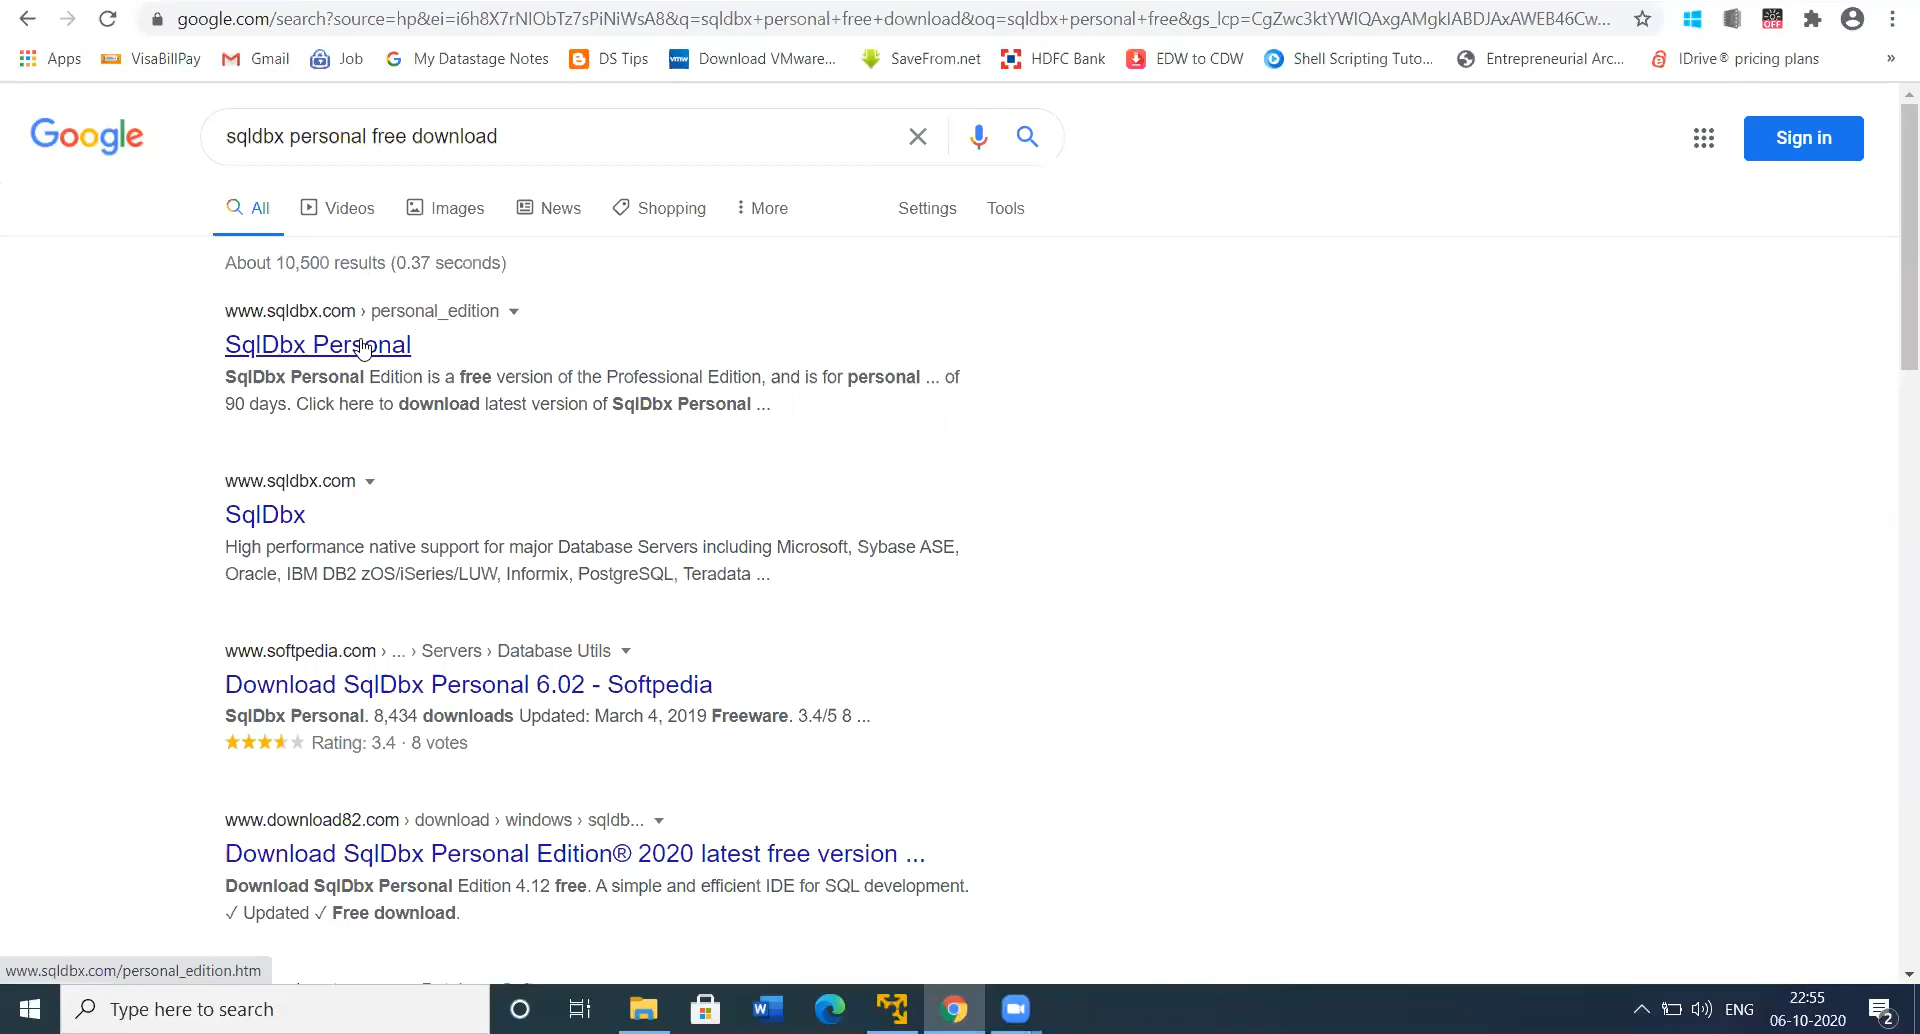 google.com/search?source=hp&ei=i6h8X7rNIObTz7sPiNiWsA8&q=sqldbx+personal+free+download&oq=sqldbx+personal+free&gs_lcp=CgZwc3ktYWIQAxgAMgkIABDJAxAWEB46Cw...
Apps VisaBillPay Gmail Job My Datastage Notes DS Tips vmw Download VMware... SaveFrom.net HDFC Bank EDW to CDW Shell Scripting Tuto... Entrepreneurial Arc... IDrive® pricing plans »
Google sqldbx personal free download Sign in
All Videos Images News Shopping More Settings Tools
About 10,500 results (0.37 seconds)
www.sqldbx.com › personal_edition
SqlDbx Personal
SqlDbx Personal Edition is a free version of the Professional Edition, and is for personal ... of
90 days. Click here to download latest version of SqlDbx Personal ...
www.sqldbx.com
SqlDbx
High performance native support for major Database Servers including Microsoft, Sybase ASE,
Oracle, IBM DB2 zOS/iSeries/LUW, Informix, PostgreSQL, Teradata ...
www.softpedia.com › ... › Servers › Database Utils
Download SqlDbx Personal 6.02 - Softpedia
SqlDbx Personal. 8,434 downloads Updated: March 4, 2019 Freeware. 3.4/5 8 ...
Rating: 3.4 · 8 votes
www.download82.com › download › windows › sqldb...
Download SqlDbx Personal Edition® 2020 latest free version ...
Download SqlDbx Personal Edition 4.12 free. A simple and efficient IDE for SQL development.
✓ Updated ✓ Free download.
www.sqldbx.com/personal_edition.htm
Type here to search ENG 22:55
06-10-2020 2